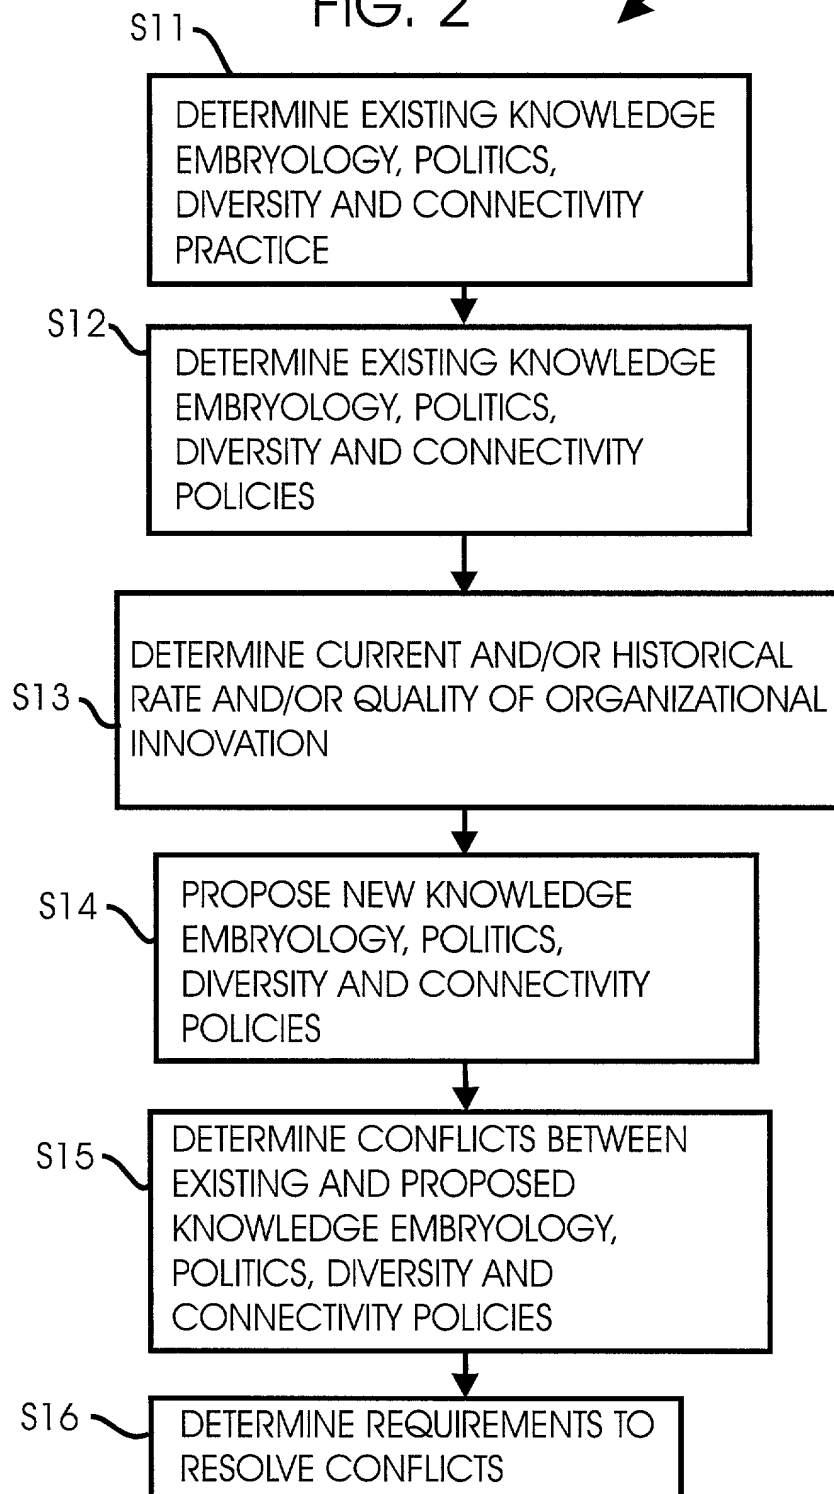 FIG. 2
S11
DETERMINE EXISTING KNOWLEDGE
EMBRYOLOGY, POLITICS,
DIVERSITY AND CONNECTIVITY
PRACTICE
S12
DETERMINE EXISTING KNOWLEDGE
EMBRYOLOGY, POLITICS,
DIVERSITY AND CONNECTIVITY
POLICIES
S13
DETERMINE CURRENT AND/OR HISTORICAL
RATE AND/OR QUALITY OF ORGANIZATIONAL
INNOVATION
S14
PROPOSE NEW KNOWLEDGE
EMBRYOLOGY, POLITICS,
DIVERSITY AND CONNECTIVITY
POLICIES
S15
DETERMINE CONFLICTS BETWEEN
EXISTING AND PROPOSED
KNOWLEDGE EMBRYOLOGY,
POLITICS, DIVERSITY AND
CONNECTIVITY POLICIES
S16
DETERMINE REQUIREMENTS TO
RESOLVE CONFLICTS